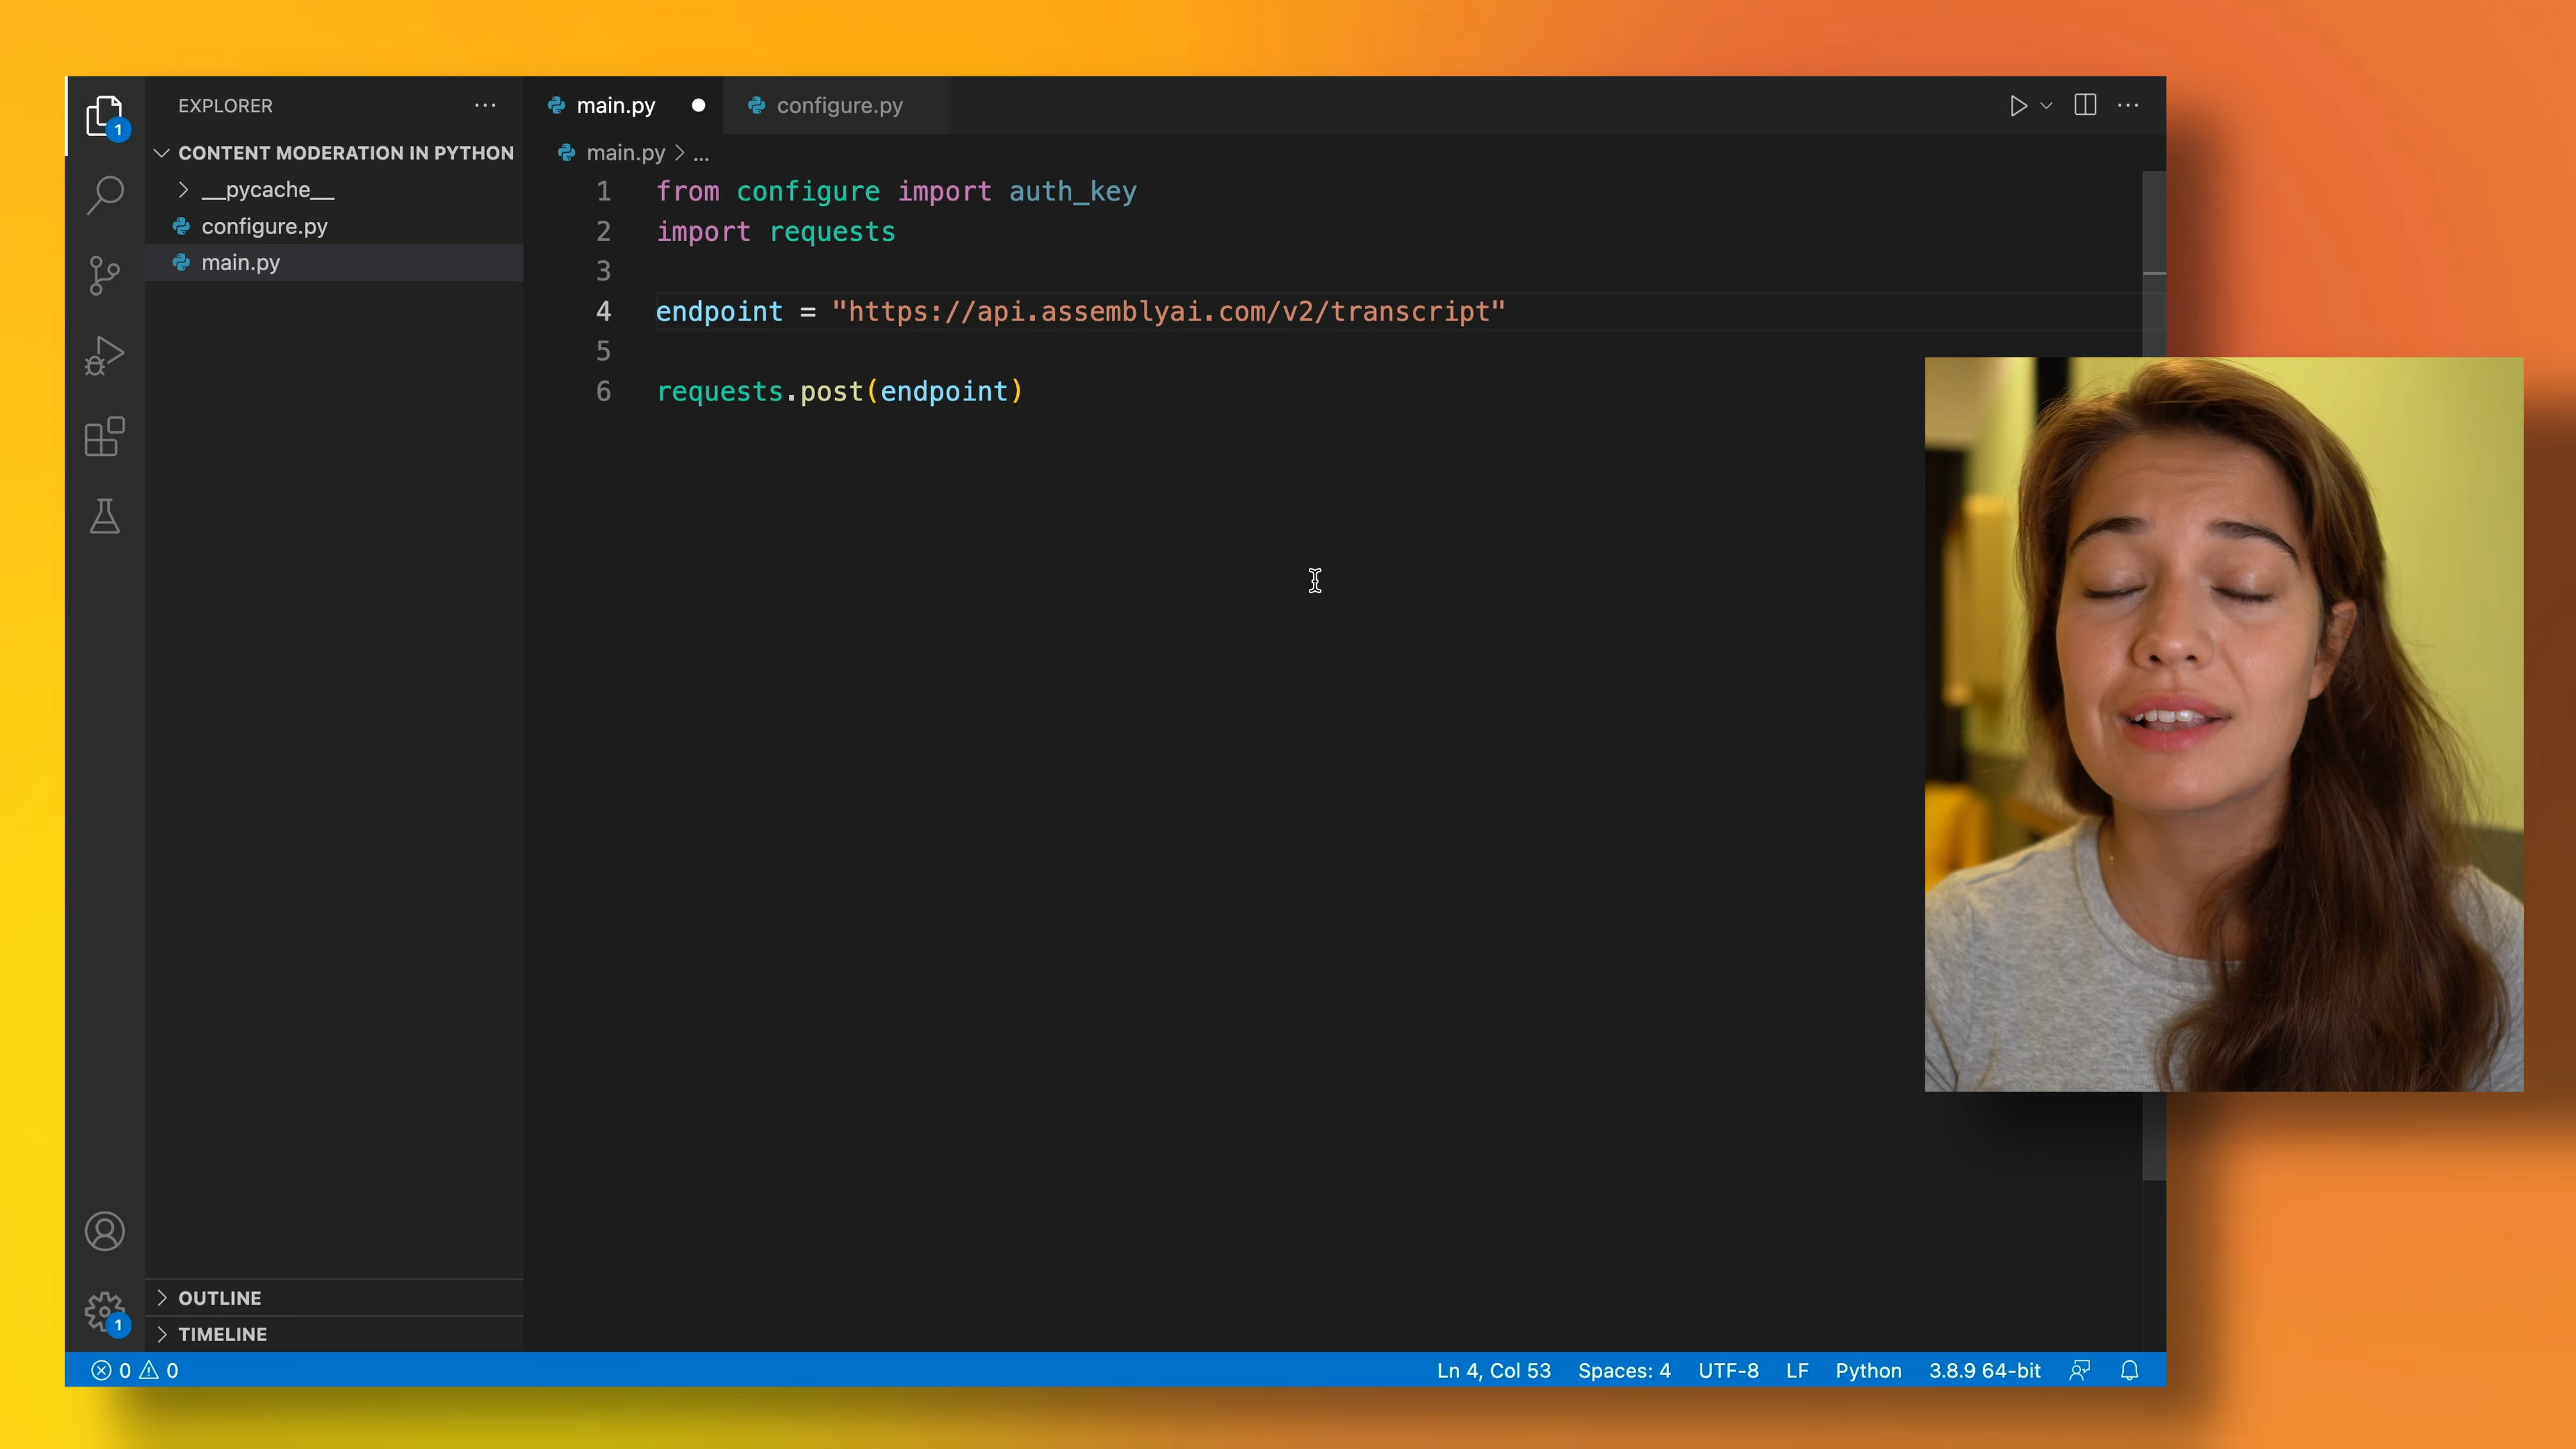 EXPLORER
CONTENT MODERATION IN PYTHON
__pycache__
configure.py
main.py
OUTLINE
TIMELINE
main.py
configure.py
main.py > ...
1 from configure import auth_key
2 import requests
3
4 endpoint = "https://api.assemblyai.com/v2/transcript"
5
6 requests.post(endpoint)
1
1
0 0
Ln 4, Col 53 Spaces: 4 UTF-8 LF Python 3.8.9 64-bit